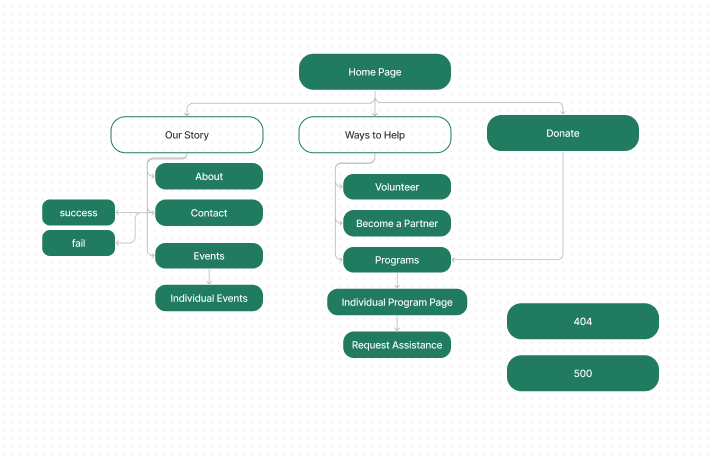 Home Page
Our Story
Ways to Help
Donate
About
Volunteer
success
Contact
Become a Partner
fail
Events
Programs
Individual Events
Individual Program Page
404
Request Assistance
500